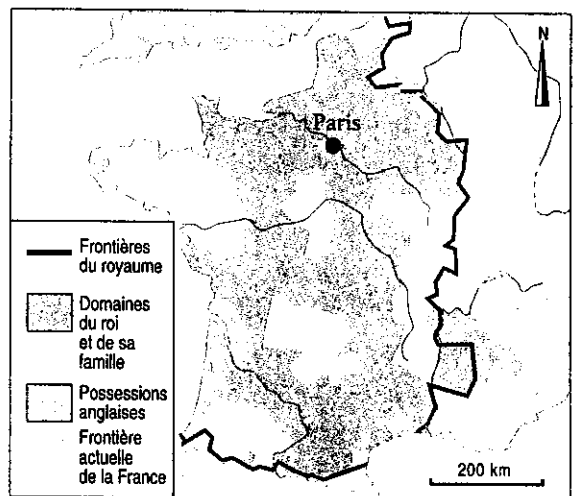 N
Paris
Frontières
du royaume
Domaines
du roi
et de sa
famille
Possessions
anglaises
Frontière
actuelle
de la France
200 km